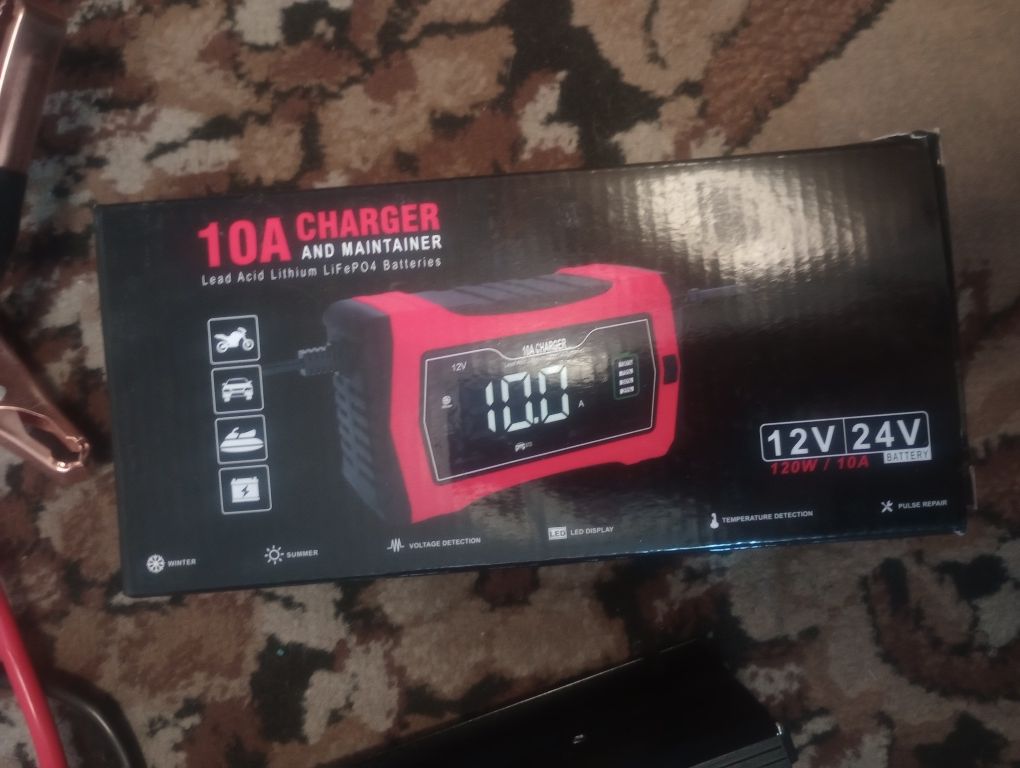 10A CHARGER
AND MAINTAINER
Lead Acid Lithium LiFePO4 Batteries
10A CHARGER
12V
10.0 A
12V 24V
BATTERY
120W / 10A
WINTER
SUMMER
VOLTAGE DETECTION
LED LED DISPLAY
TEMPERATURE DETECTION
PULSE REPAIR